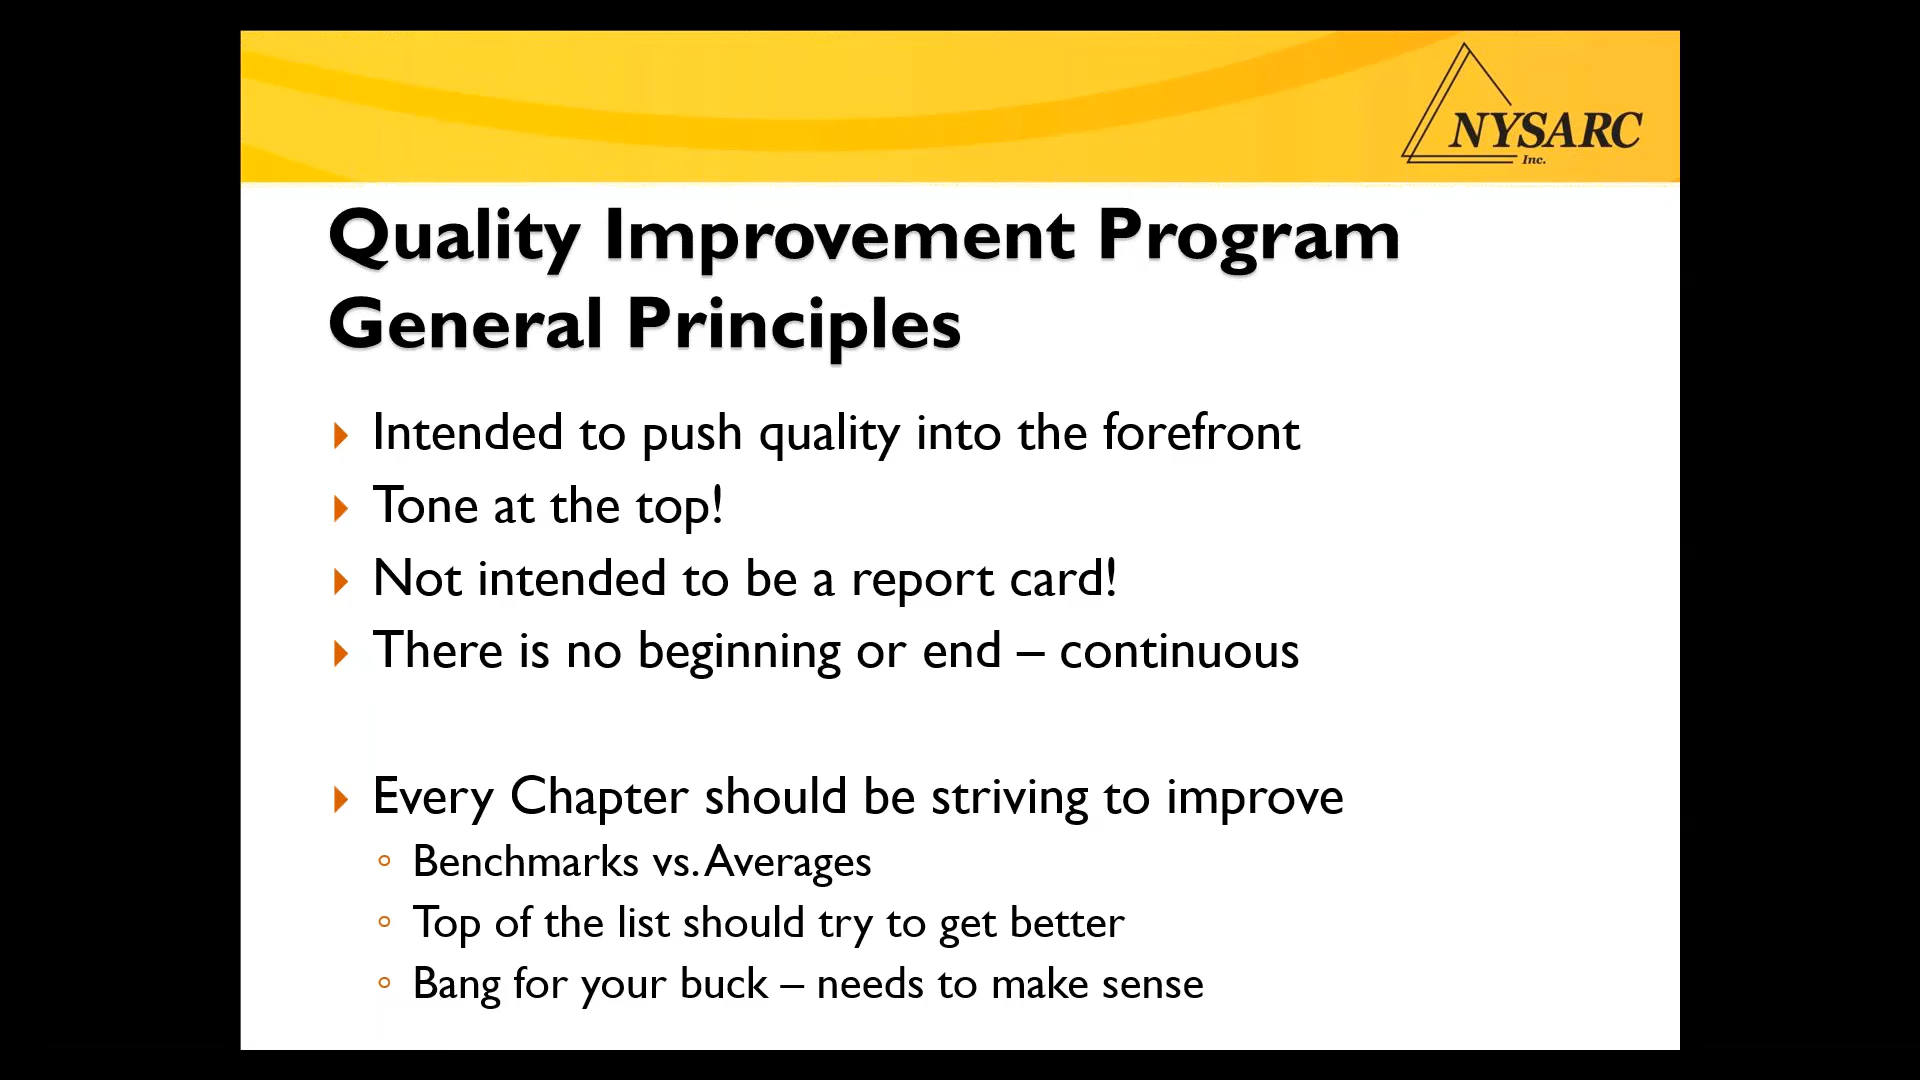 NYSARC
Inc.
Quality Improvement Program
General Principles
Intended to push quality into the forefront
Tone at the top!
Not intended to be a report card!
There is no beginning or end – continuous
Every Chapter should be striving to improve
Benchmarks vs. Averages
Top of the list should try to get better
Bang for your buck – needs to make sense